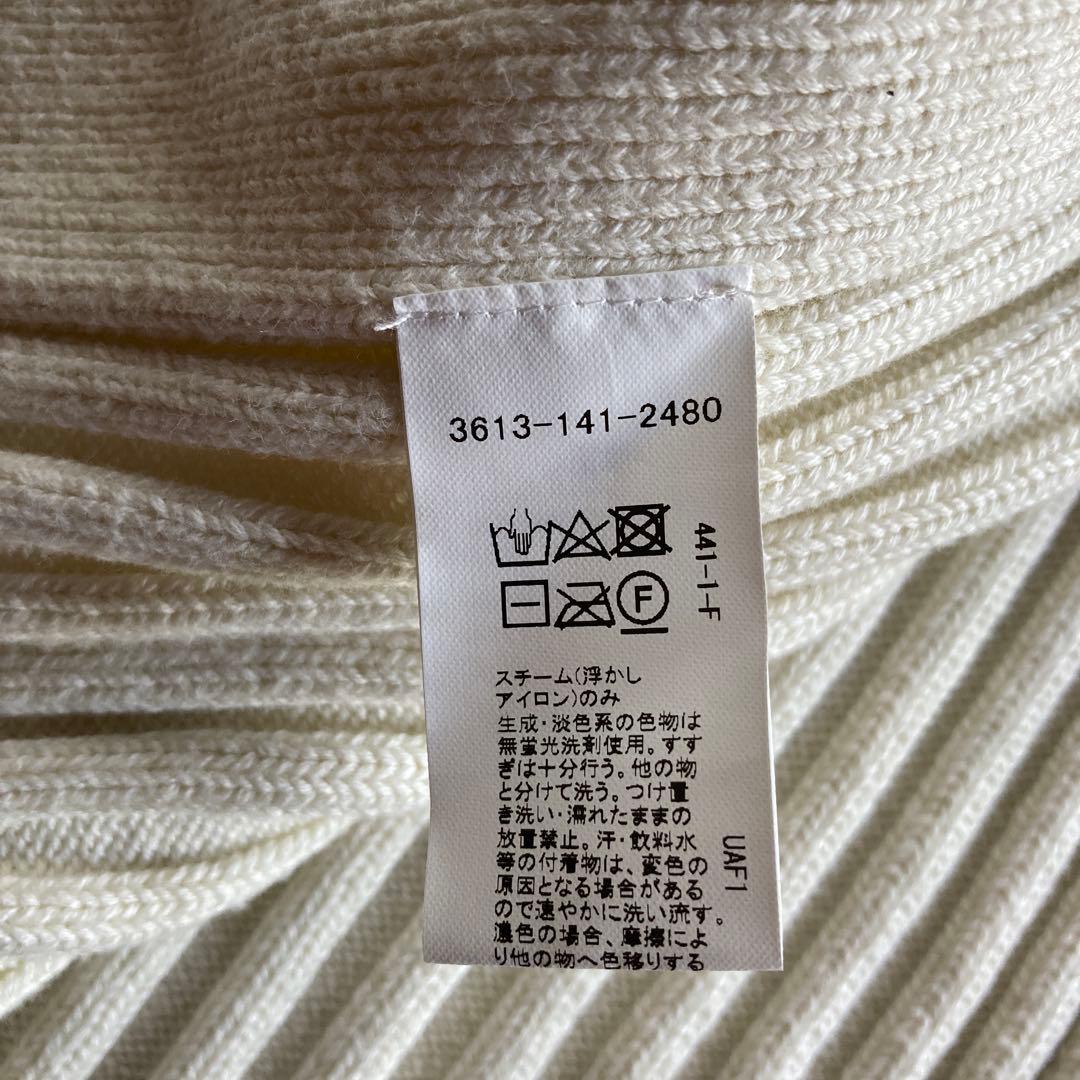 3613-141-2480
441-1-F
F
スチーム(浮かし
アイロン)のみ
生成・淡色系の色物は
無蛍光洗剤使用。すす
ぎは十分行う。他の物
と分けて洗う。つけ置
き洗い・濡れたままの
放置禁止。汗・飲料水
等の付着物は、変色の
原因となる場合がある
ので速やかに洗い流す。
濃色の場合、摩擦によ
り他の物へ色移りする
UAF1